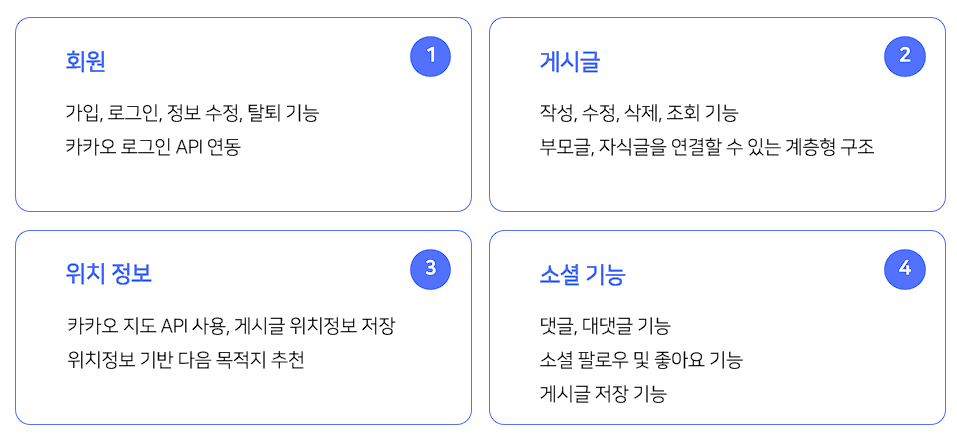 회원
1
가입, 로그인, 정보 수정, 탈퇴 기능
카카오 로그인 API 연동
게시글
2
작성, 수정, 삭제, 조회 기능
부모글, 자식글을 연결할 수 있는 계층형 구조
위치 정보
3
카카오 지도 API 사용, 게시글 위치정보 저장
위치정보 기반 다음 목적지 추천
소셜 기능
4
댓글, 대댓글 기능
소셜 팔로우 및 좋아요 기능
게시글 저장 기능